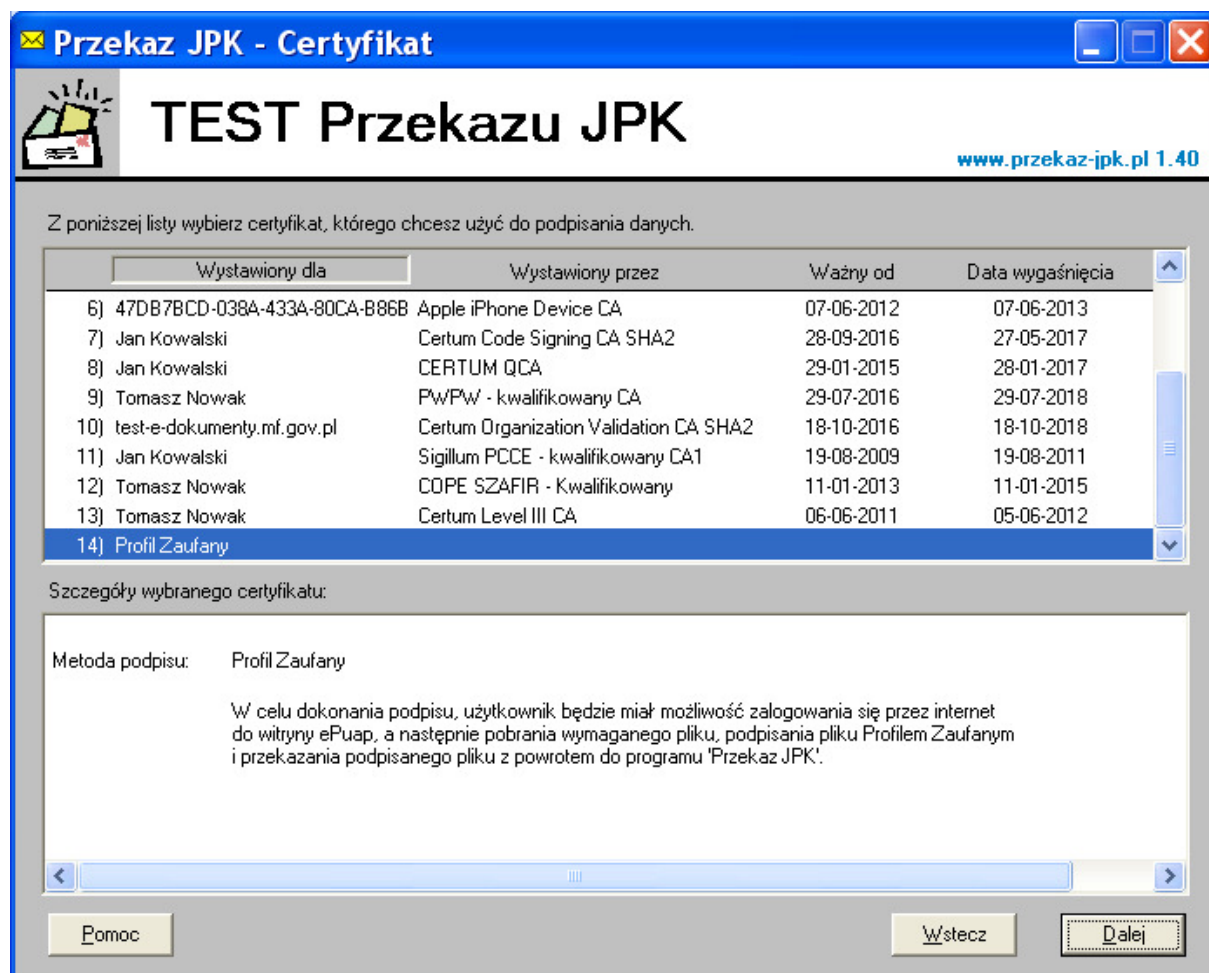 Przekaz JPK - Certyfikat
TEST Przekazu JPK
www.przekaz-jpk.pl 1.40
Z poniższej listy wybierz certyfikat, którego chcesz użyć do podpisania danych.
Wystawiony dla Wystawiony przez Ważny od Data wygaśnięcia
6) 47DB7BCD-038A-433A-80CA-B86B Apple iPhone Device CA 07-06-2012 07-06-2013
7) Jan Kowalski Certum Code Signing CA SHA2 28-09-2016 27-05-2017
8) Jan Kowalski CERTUM QCA 29-01-2015 28-01-2017
9) Tomasz Nowak PWPW - kwalifikowany CA 29-07-2016 29-07-2018
10) test-e-dokumenty.mf.gov.pl Certum Organization Validation CA SHA2 18-10-2016 18-10-2018
11) Jan Kowalski Sigillum PCCE - kwalifikowany CA1 19-08-2009 19-08-2011
12) Tomasz Nowak COPE SZAFIR - Kwalifikowany 11-01-2013 11-01-2015
13) Tomasz Nowak Certum Level III CA 06-06-2011 05-06-2012
14) Profil Zaufany
Szczegóły wybranego certyfikatu:
Metoda podpisu: Profil Zaufany
W celu dokonania podpisu, użytkownik będzie miał możliwość zalogowania się przez internet
do witryny ePuap, a następnie pobrania wymaganego pliku, podpisania pliku Profilem Zaufanym
i przekazania podpisanego pliku z powrotem do programu 'Przekaz JPK'.
Pomoc Wstecz Dalej